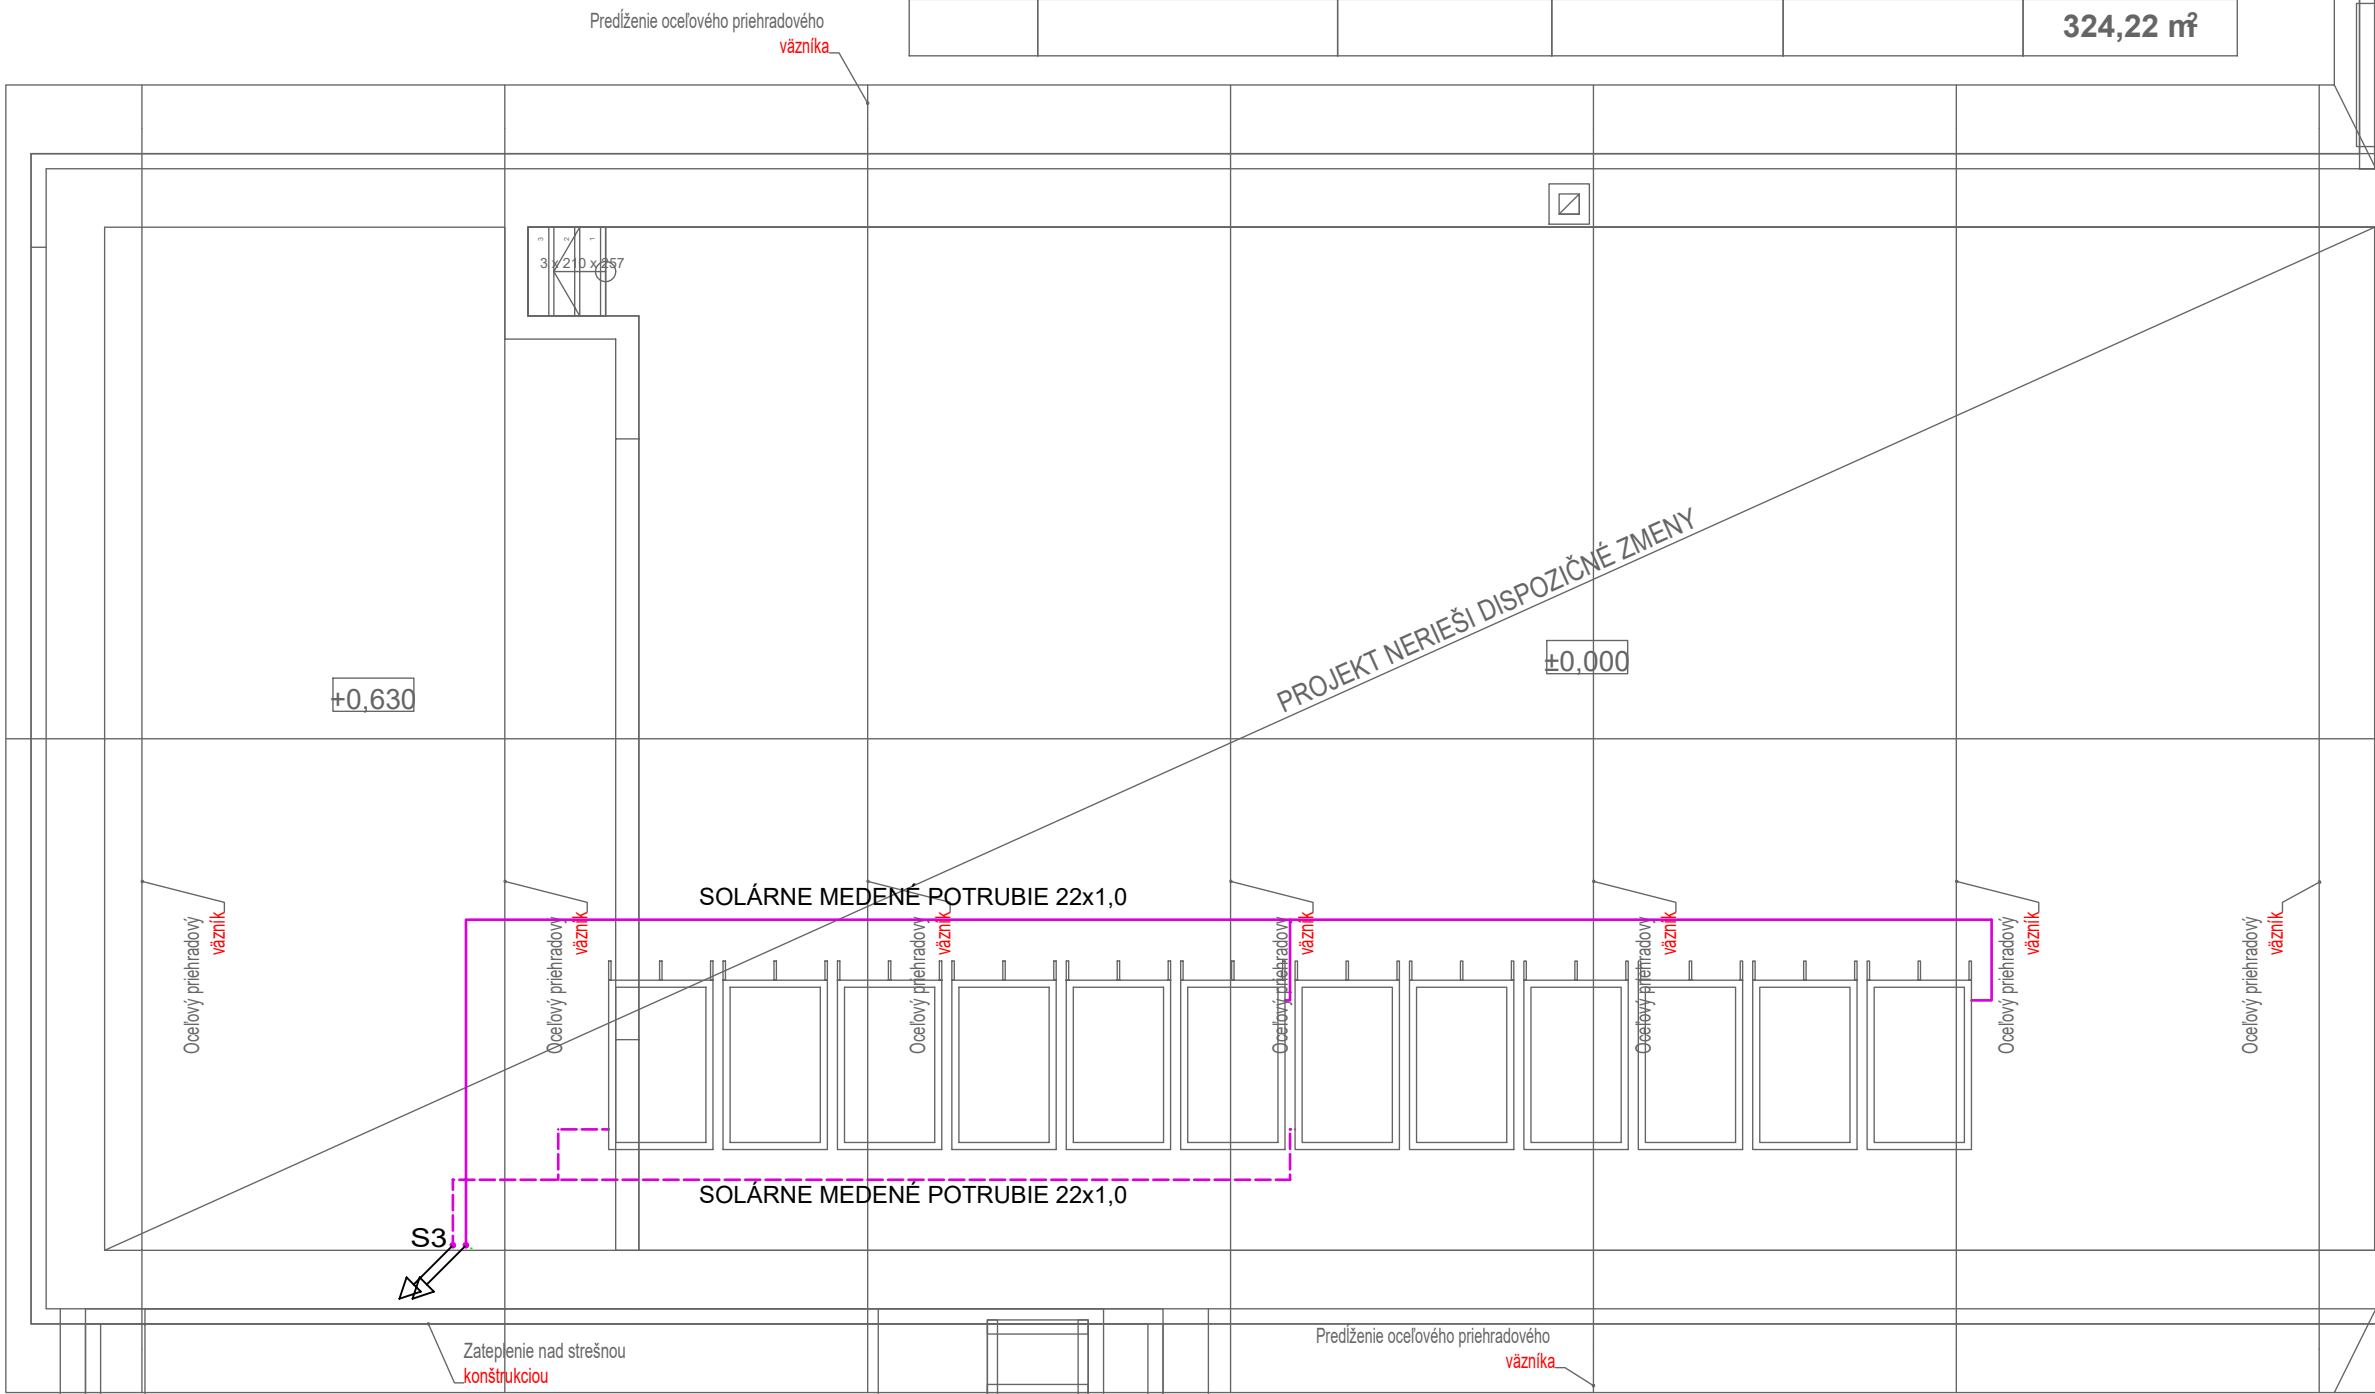 Predĺženie oceľového priehradového
väzníka
324,22 m²
3
2
1
3 x 210 x 257
PROJEKT NERIEŠI DISPOZIČNÉ ZMENY
±0,000
+0,630
SOLÁRNE MEDENÉ POTRUBIE 22x1,0
Oceľový priehradový
väzník
Oceľový priehradový
väzník
Oceľový priehradový
väzník
Oceľový priehradový
väzník
Oceľový priehradový
väzník
Oceľový priehradový
väzník
Oceľový priehradový
väzník
SOLÁRNE MEDENÉ POTRUBIE 22x1,0
S3
Zateplenie nad strešnou
konštrukciou
Predĺženie oceľového priehradového
väzníka